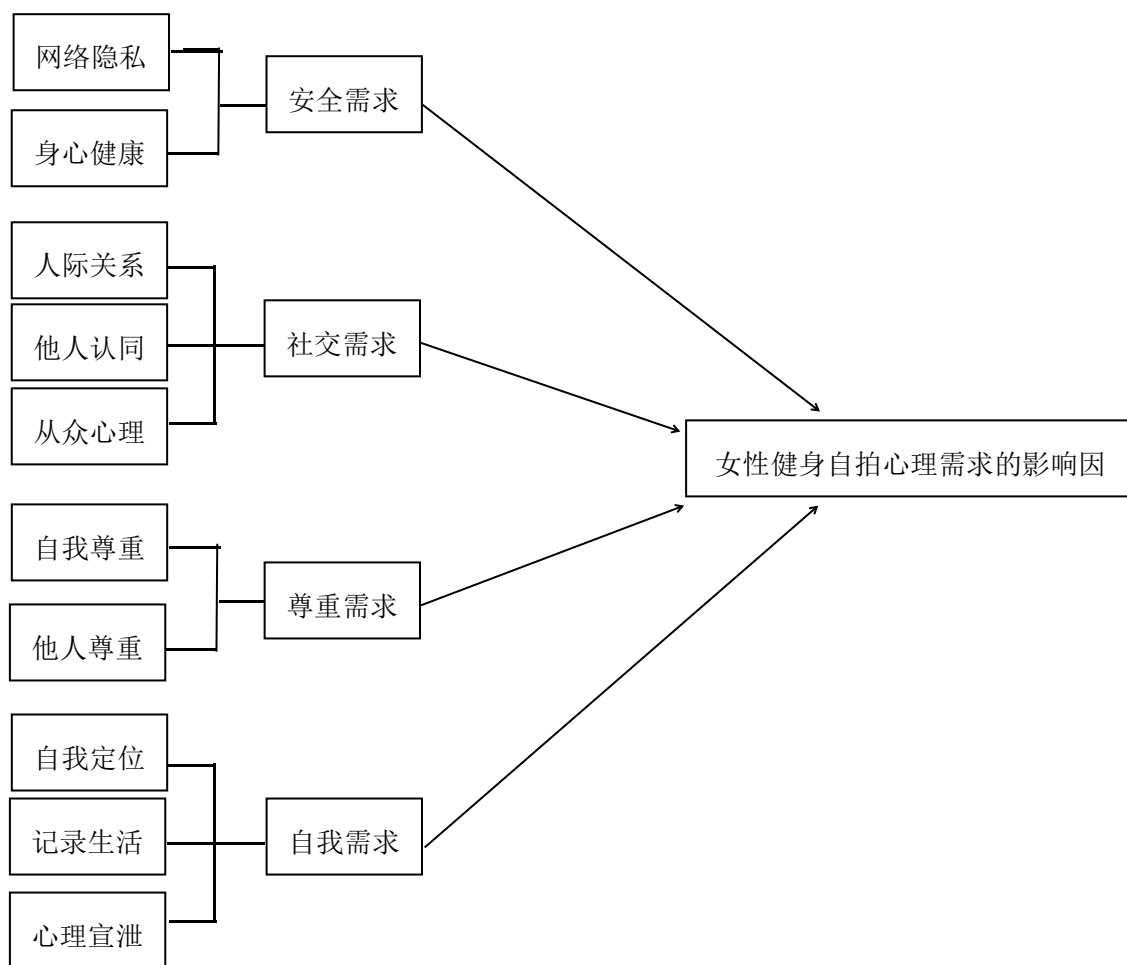 网络隐私
身心健康
安全需求
人际关系
他人认同
从众心理
社交需求
自我尊重
他人尊重
尊重需求
自我定位
记录生活
心理宣泄
自我需求
女性健身自拍心理需求的影响因